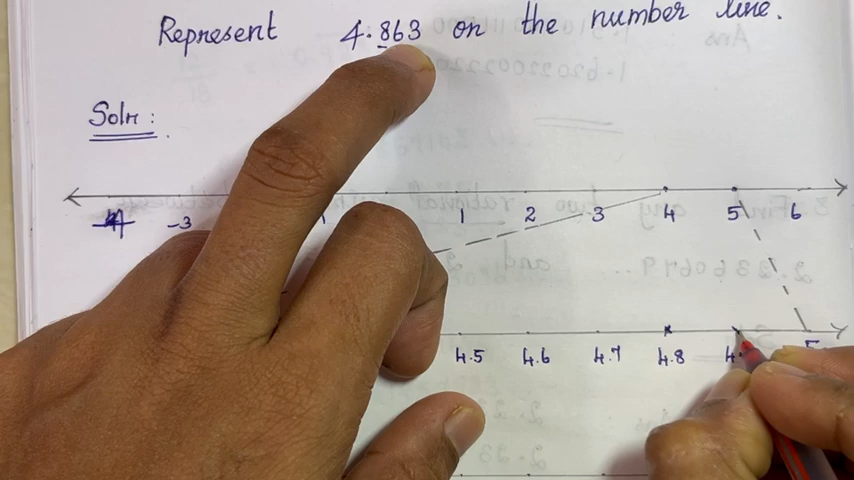 Represent 4.863 on the number line.
Soln:
-4 -3 1 2 3 4 5 6
4.5 4.6 4.7 4.8 5